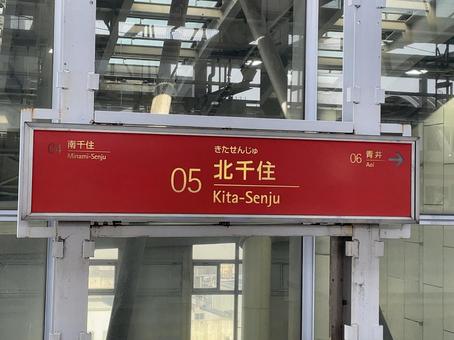 04 南千住
Minami-Senju
きたせんじゅ
05 北千住
Kita-Senju
06 青井
Aoi